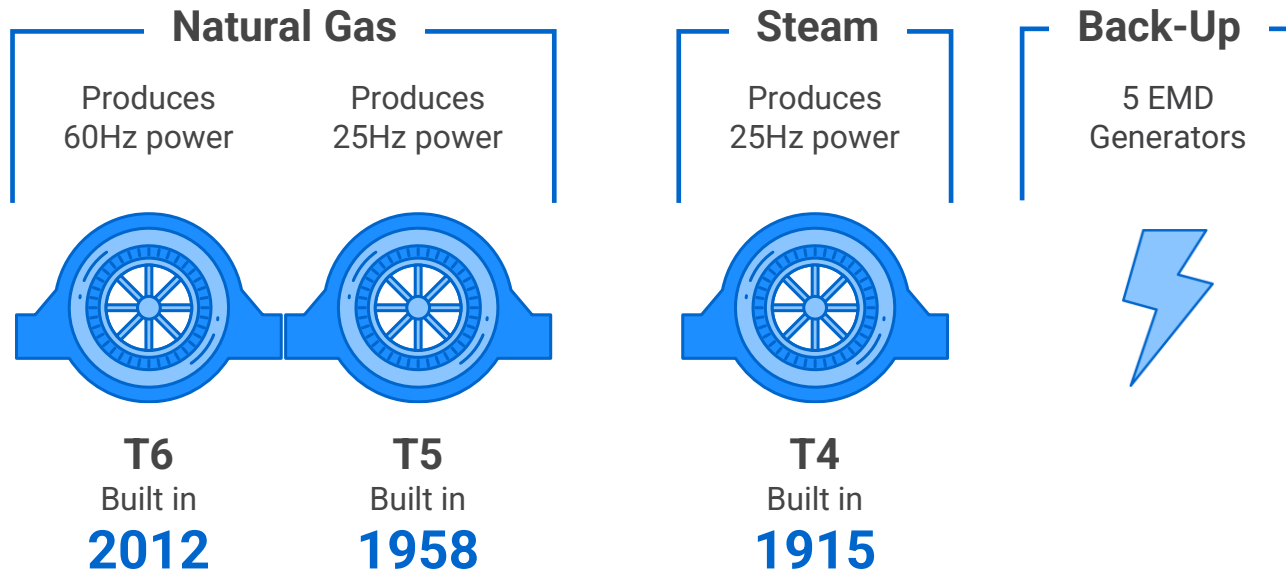 Natural Gas
Produces
60Hz power
Produces
25Hz power
T6
Built in
2012
T5
Built in
1958
Steam
Produces
25Hz power
T4
Built in
1915
Back-Up
5 EMD
Generators